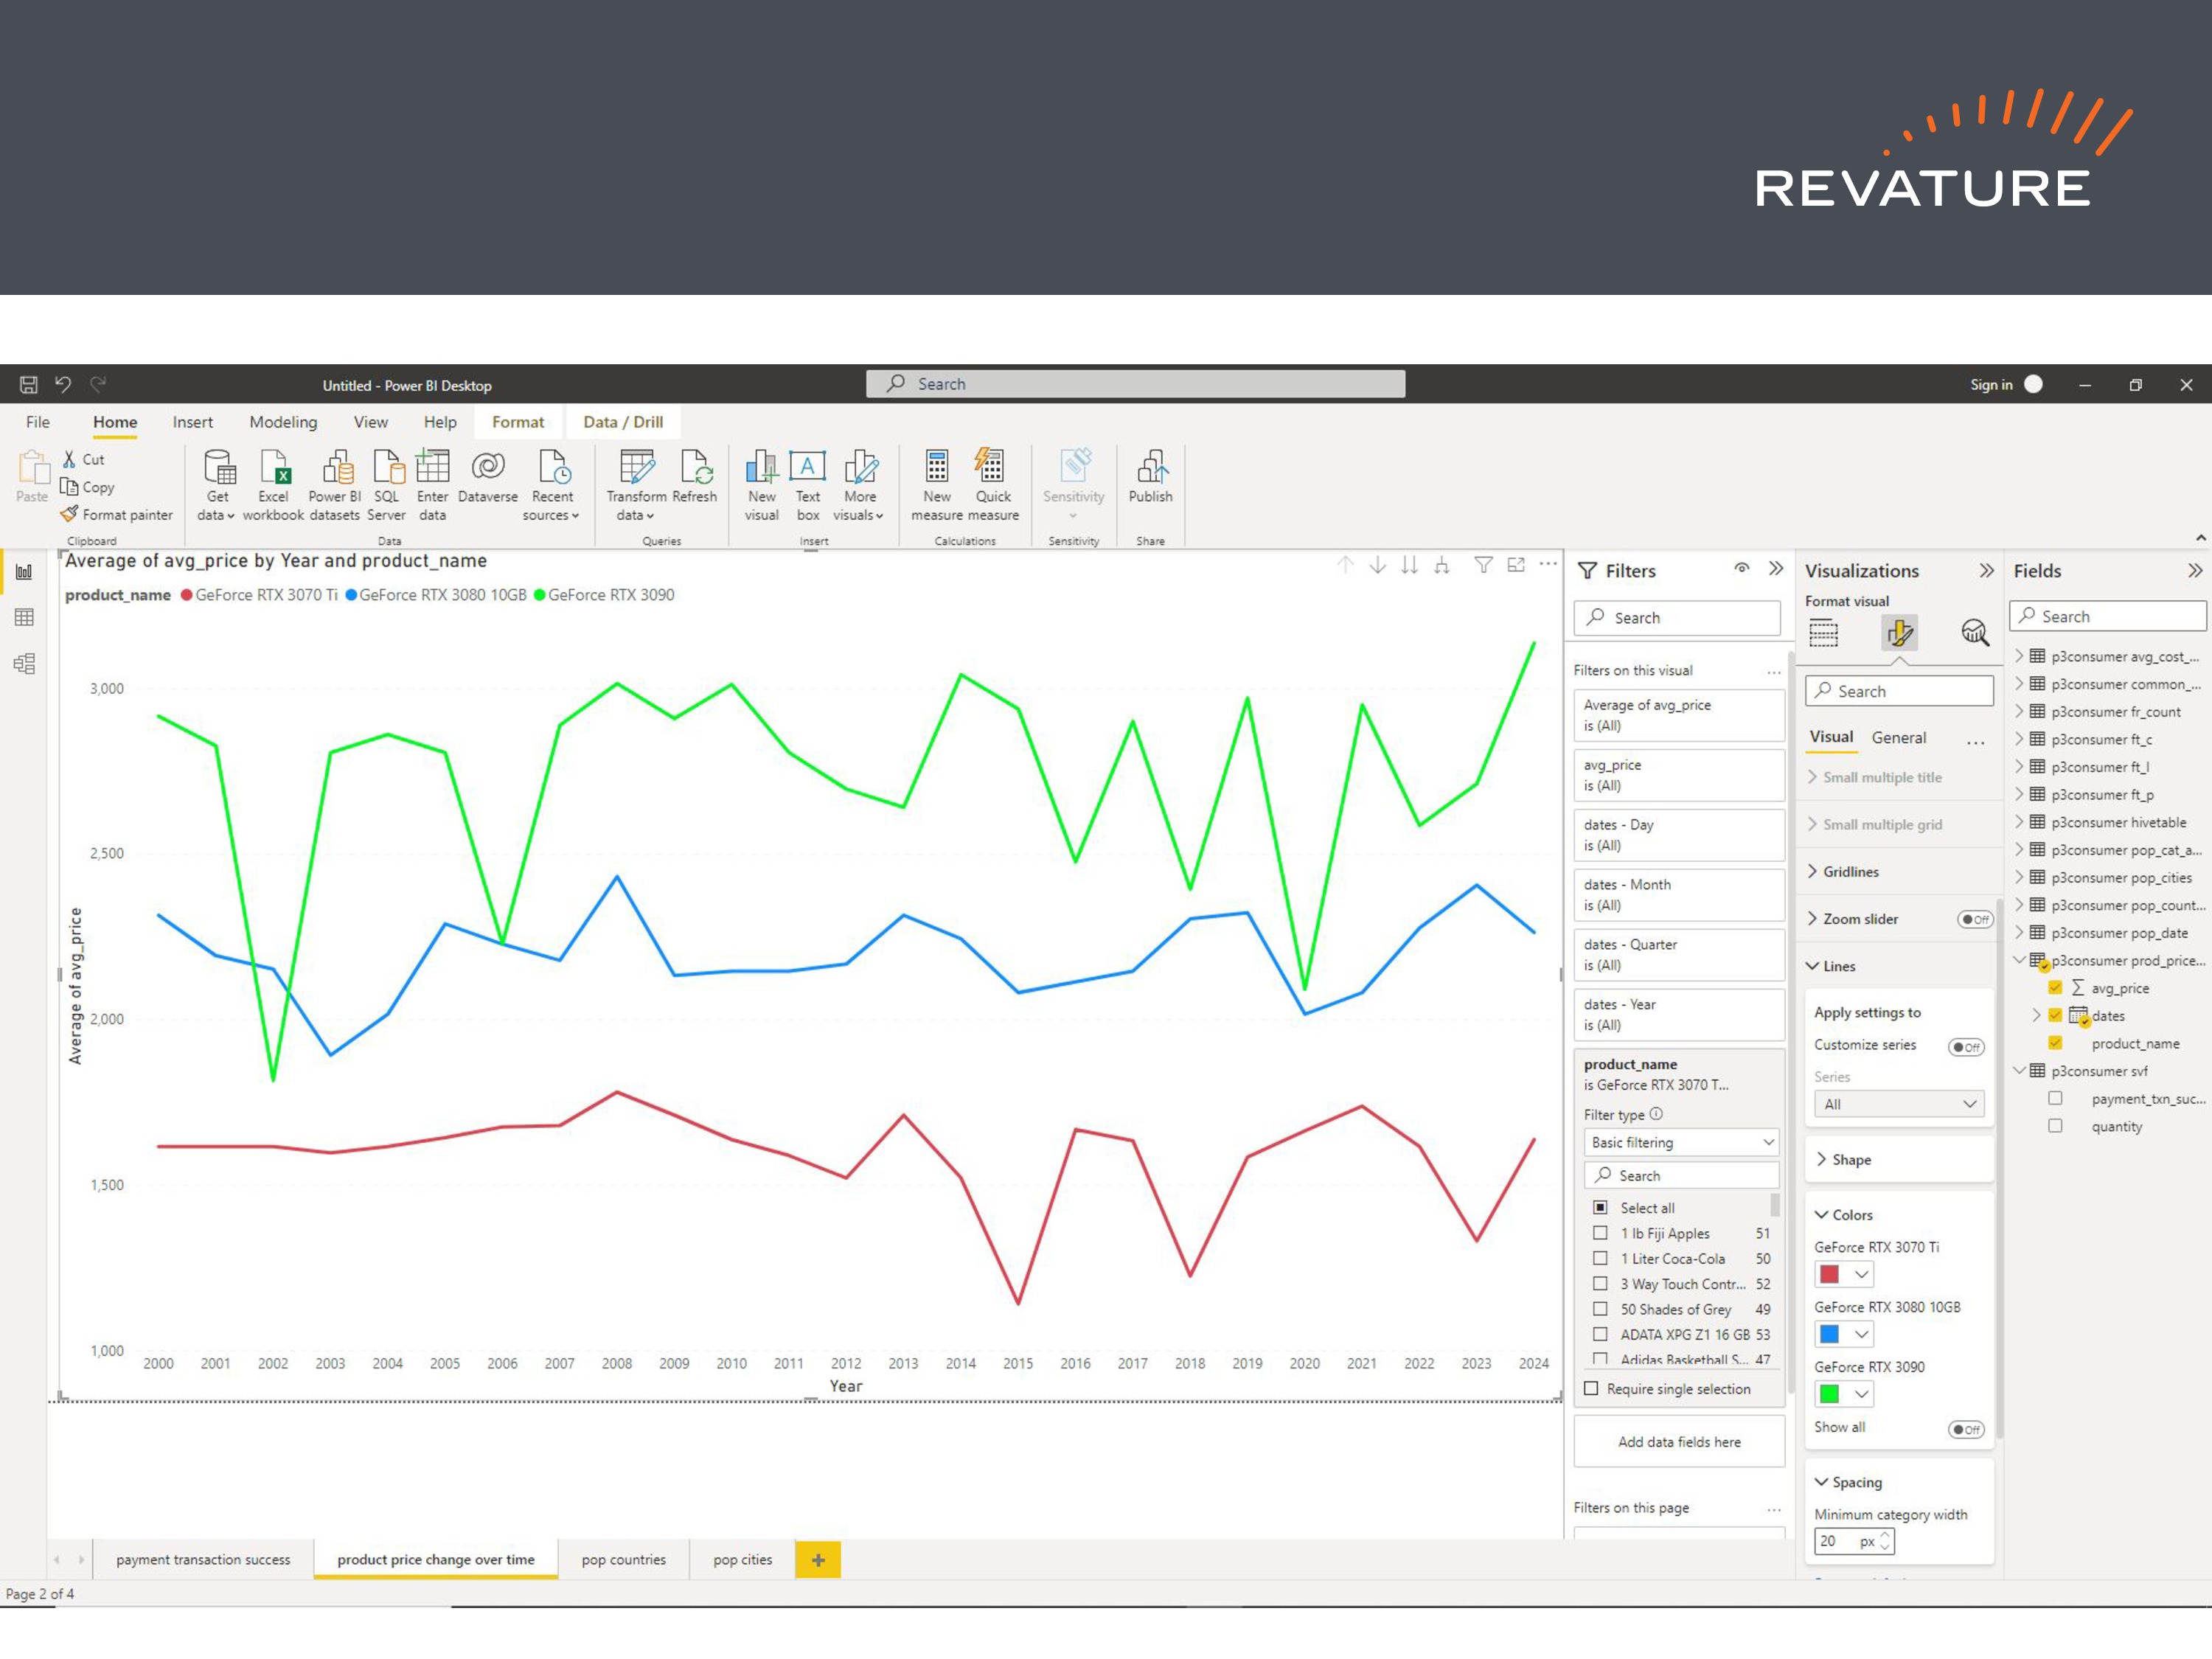 REVATURE
Untitled - Power BI Desktop
Search
Sign in
File Home Insert Modeling View Help Format Data / Drill
Paste
Cut
Copy
Format painter
Clipboard
Get data
Excel workbook
Power BI datasets
SQL Server
Enter data
Dataverse
Recent sources
Data
Transform data
Refresh
Queries
New visual
Text box
More visuals
Insert
New measure
Quick measure
Calculations
Sensitivity
Sensitivity
Publish
Share
Average of avg_price by Year and product_name
product_name GeForce RTX 3070 Ti GeForce RTX 3080 10GB GeForce RTX 3090
Average of avg_price
3,000
2,500
2,000
1,500
1,000
2000 2001 2002 2003 2004 2005 2006 2007 2008 2009 2010 2011 2012 2013 2014 2015 2016 2017 2018 2019 2020 2021 2022 2023 2024
Year
Filters
Search
Filters on this visual
...
Average of avg_price
is (All)
avg_price
is (All)
dates - Day
is (All)
dates - Month
is (All)
dates - Quarter
is (All)
dates - Year
is (All)
product_name
is GeForce RTX 3070 T...
Filter type
Basic filtering
Search
Select all
1 lb Fiji Apples 51
1 Liter Coca-Cola 50
3 Way Touch Contr... 52
50 Shades of Grey 49
ADATA XPG Z1 16 GB 53
Adidas Basketball S... 47
Require single selection
Add data fields here
Filters on this page
...
Visualizations
Format visual
Search
Visual General ...
Small multiple title
Small multiple grid
Gridlines
Zoom slider Off
Lines
Apply settings to
Customize series Off
Series
All
Shape
Colors
GeForce RTX 3070 Ti
GeForce RTX 3080 10GB
GeForce RTX 3090
Show all Off
Spacing
Minimum category width
20 px
Fields
Search
p3consumer avg_cost_...
p3consumer common_...
p3consumer fr_count
p3consumer ft_c
p3consumer ft_l
p3consumer ft_p
p3consumer hivetable
p3consumer pop_cat_a...
p3consumer pop_cities
p3consumer pop_count...
p3consumer pop_date
p3consumer prod_price...
avg_price
dates
product_name
p3consumer svf
payment_txn_suc...
quantity
payment transaction success
product price change over time
pop countries
pop cities
Page 2 of 4